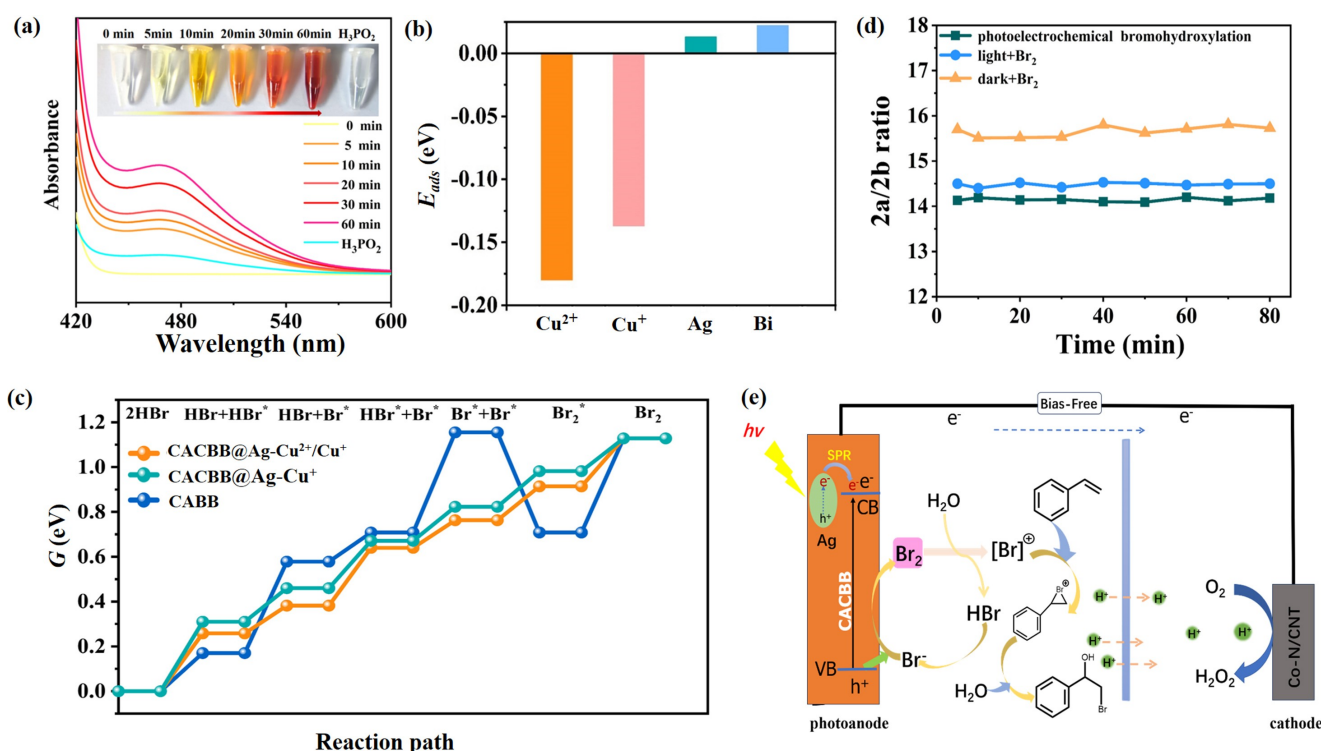 (a)
0 min 5min 10min 20min 30min 60min H₃PO₂
0 min
5 min
10 min
20 min
30 min
60 min
H₃PO₂
Absorbance
420 480 540 600
Wavelength (nm)
(b)
0.00
-0.05
-0.10
-0.15
-0.20
E_ads (eV)
Cu²⁺ Cu⁺ Ag Bi
(d)
18
17
16
15
14
13
12
2a/2b ratio
photoelectrochemical bromohydroxylation
light+Br₂
dark+Br₂
0 20 40 60 80
Time (min)
(c)
2HBr HBr+HBr* HBr+Br* HBr*+Br* Br*+Br* Br₂* Br₂
CACBB@Ag-Cu²⁺/Cu⁺
CACBB@Ag-Cu⁺
CABB
1.2
1.0
0.8
0.6
0.4
0.2
0.0
G (eV)
Reaction path
(e)
e⁻ Bias-Free e⁻
hv
SPR
e⁻ e⁻ e⁻
CB
h⁺
Ag
CACBB
VB
h⁺
photoanode
H₂O
Br₂
[Br]⊕
HBr
Br⁻
Br⊕
H₂O
OH
Br
H⁺ H⁺
H⁺ H⁺
H⁺
H⁺ H⁺
O₂
H₂O₂
Co-N/CNT
cathode